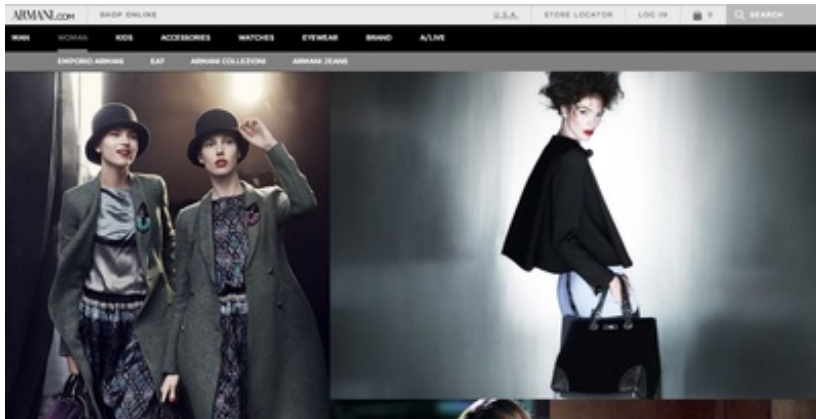 ARMANI.COM SHOP ONLINE U.S.A. STORE LOCATOR LOG IN 0 SEARCH
MAN WOMAN KIDS ACCESSORIES WATCHES EYEWEAR BRAND A/LIVE
EMPORIO ARMANI EA7 ARMANI COLLEZIONI ARMANI JEANS